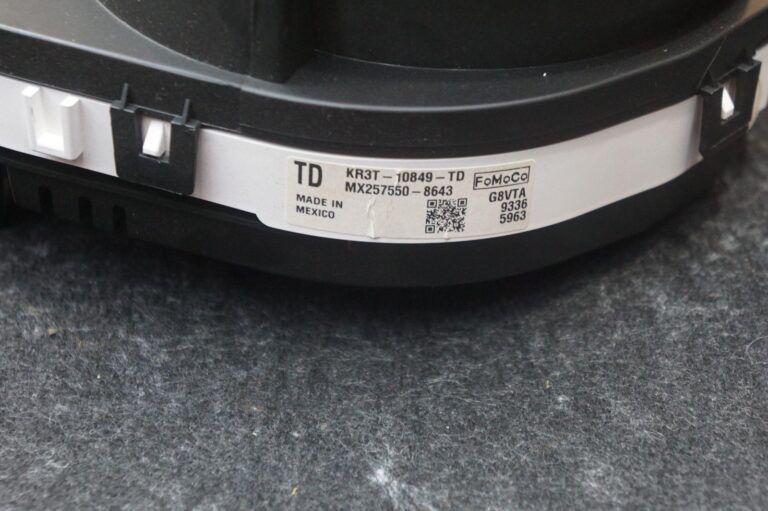 TD
KR3T-10849-TD
MX257550-8643
MADE IN
MEXICO
FoMoCo
G8VTA
9336
5963